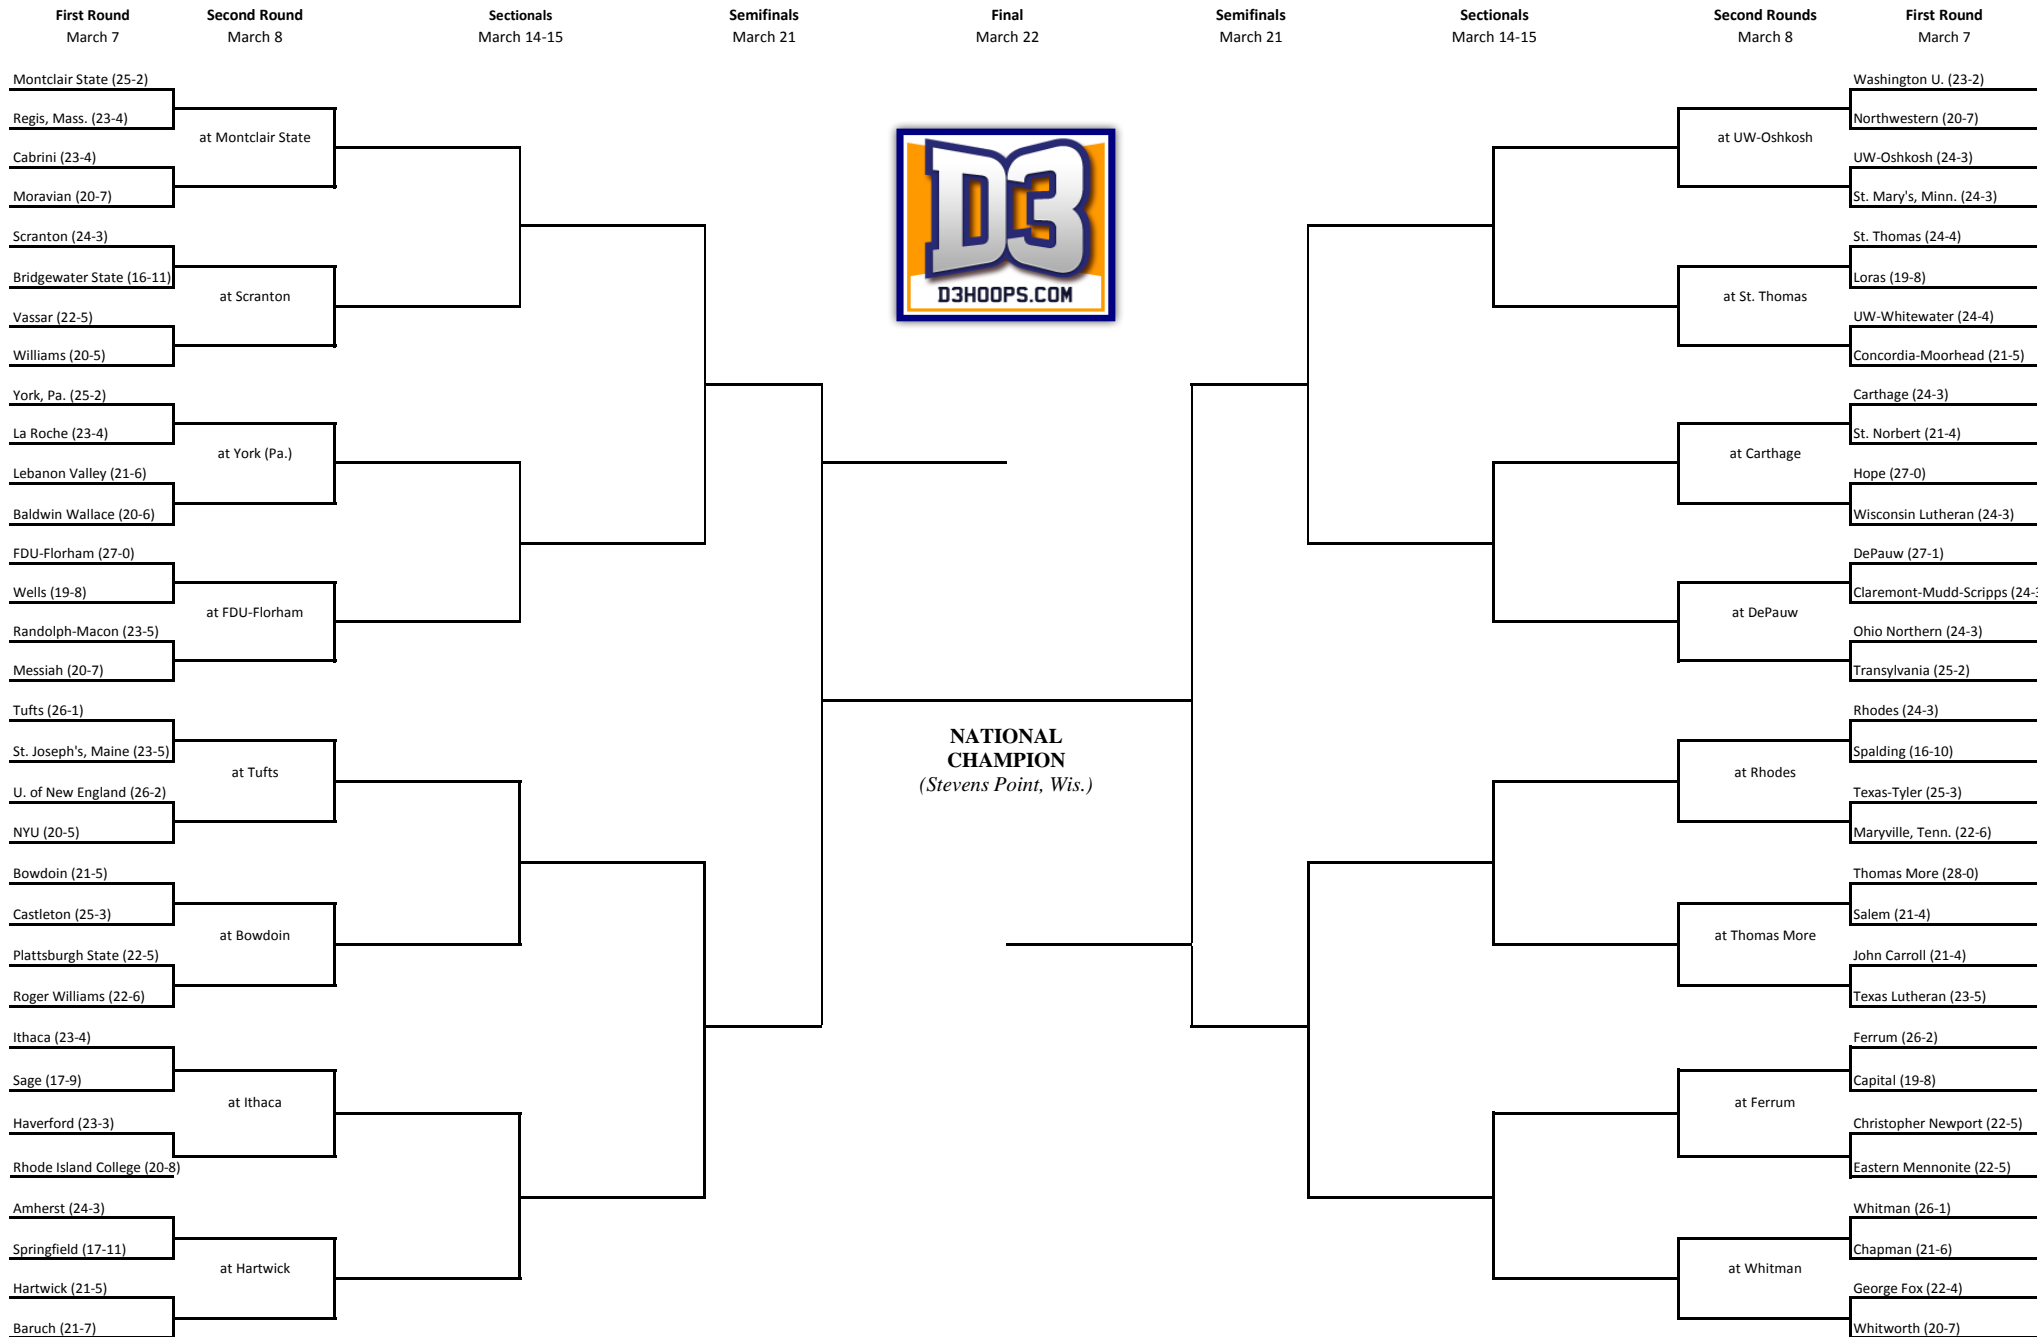 First Round
March 7
Second Round
March 8
Sectionals
March 14-15
Semifinals
March 21
Final
March 22
Semifinals
March 21
Sectionals
March 14-15
Second Rounds
March 8
First Round
March 7
Montclair State (25-2)
Regis, Mass. (23-4)
at Montclair State
Cabrini (23-4)
Moravian (20-7)
Scranton (24-3)
Bridgewater State (16-11)
at Scranton
Vassar (22-5)
Williams (20-5)
York, Pa. (25-2)
La Roche (23-4)
at York (Pa.)
Lebanon Valley (21-6)
Baldwin Wallace (20-6)
FDU-Florham (27-0)
Wells (19-8)
at FDU-Florham
Randolph-Macon (23-5)
Messiah (20-7)
Tufts (26-1)
St. Joseph's, Maine (23-5)
at Tufts
U. of New England (26-2)
NYU (20-5)
Bowdoin (21-5)
Castleton (25-3)
at Bowdoin
Plattsburgh State (22-5)
Roger Williams (22-6)
Ithaca (23-4)
Sage (17-9)
at Ithaca
Haverford (23-3)
Rhode Island College (20-8)
Amherst (24-3)
Springfield (17-11)
at Hartwick
Hartwick (21-5)
Baruch (21-7)
D3
D3HOOPS.COM
NATIONAL
CHAMPION
(Stevens Point, Wis.)
Washington U. (23-2)
Northwestern (20-7)
at UW-Oshkosh
UW-Oshkosh (24-3)
St. Mary's, Minn. (24-3)
St. Thomas (24-4)
Loras (19-8)
at St. Thomas
UW-Whitewater (24-4)
Concordia-Moorhead (21-5)
Carthage (24-3)
St. Norbert (21-4)
at Carthage
Hope (27-0)
Wisconsin Lutheran (24-3)
DePauw (27-1)
Claremont-Mudd-Scripps (24-3
at DePauw
Ohio Northern (24-3)
Transylvania (25-2)
Rhodes (24-3)
Spalding (16-10)
at Rhodes
Texas-Tyler (25-3)
Maryville, Tenn. (22-6)
Thomas More (28-0)
Salem (21-4)
at Thomas More
John Carroll (21-4)
Texas Lutheran (23-5)
Ferrum (26-2)
Capital (19-8)
at Ferrum
Christopher Newport (22-5)
Eastern Mennonite (22-5)
Whitman (26-1)
Chapman (21-6)
at Whitman
George Fox (22-4)
Whitworth (20-7)